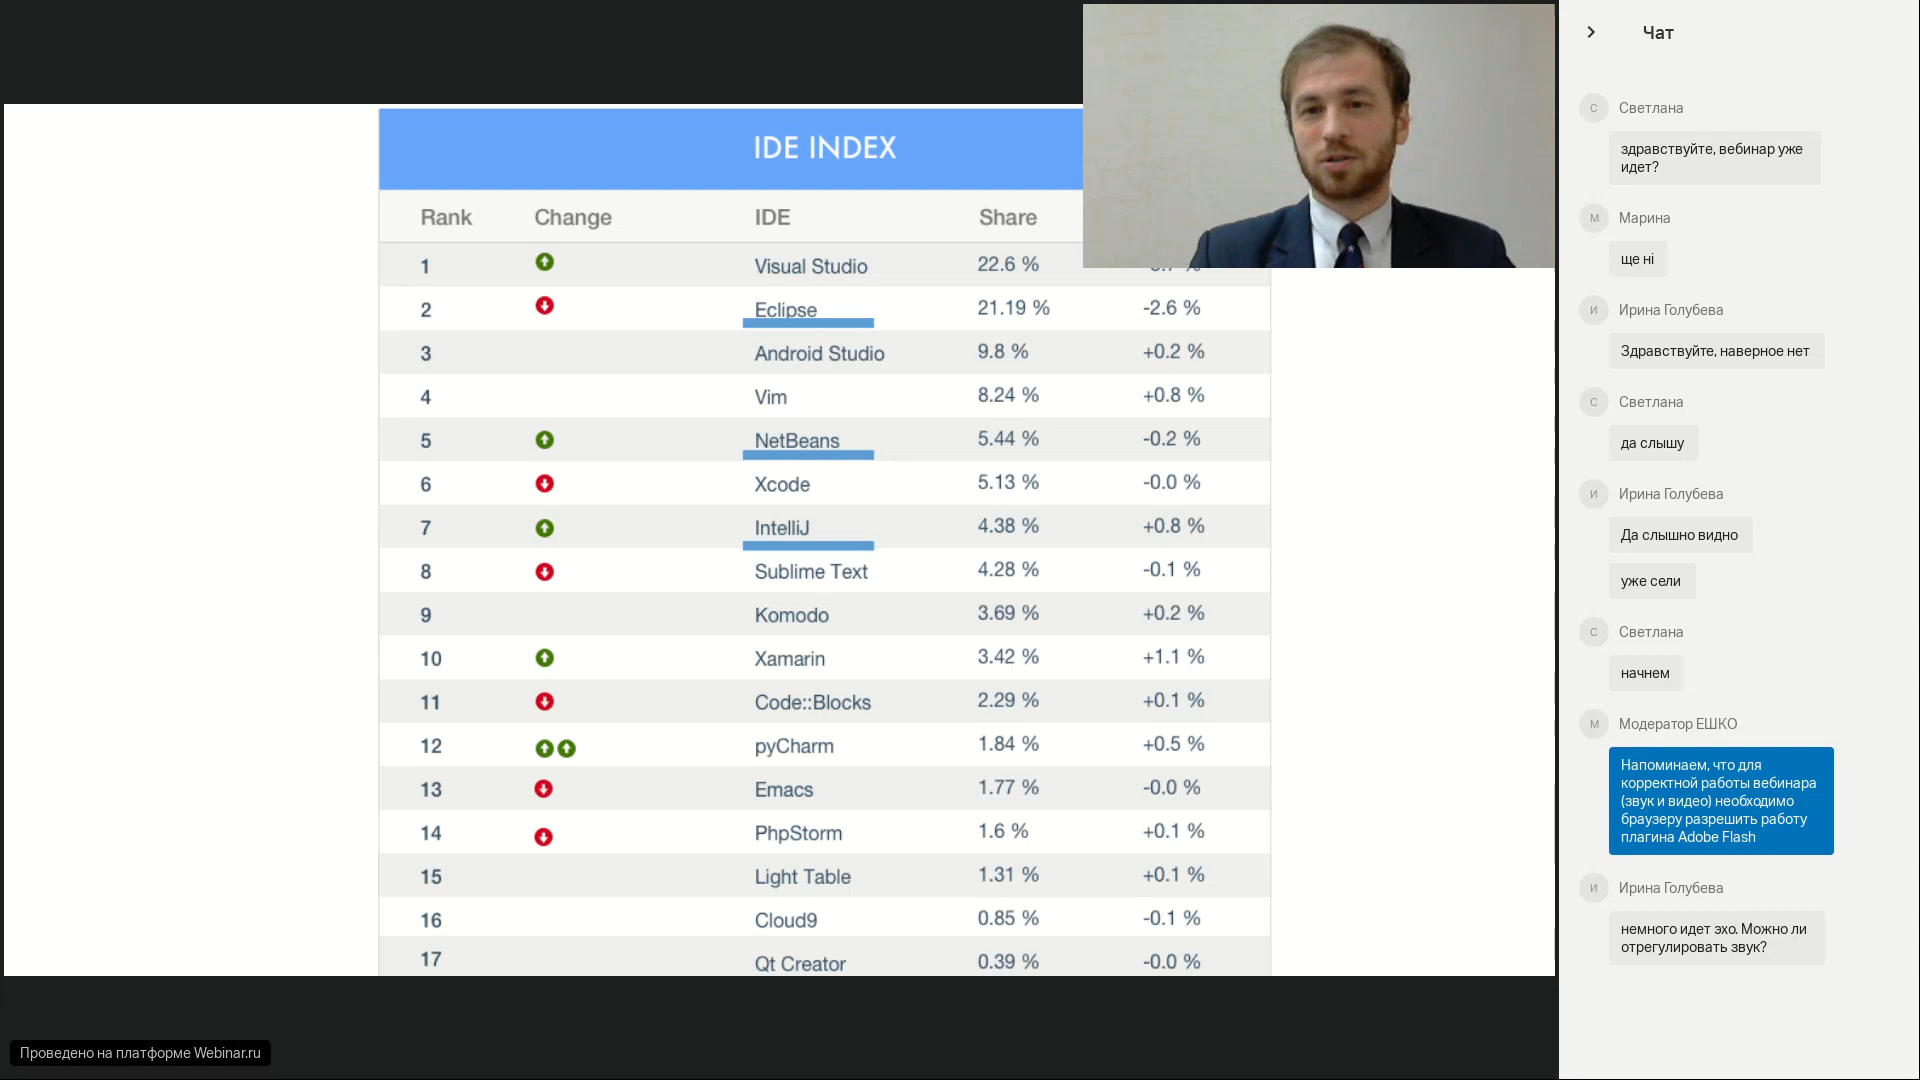 IDE INDEX
Rank Change IDE Share
1 Visual Studio 22.6 %
2 Eclipse 21.19 % -2.6 %
3 Android Studio 9.8 % +0.2 %
4 Vim 8.24 % +0.8 %
5 NetBeans 5.44 % -0.2 %
6 Xcode 5.13 % -0.0 %
7 IntelliJ 4.38 % +0.8 %
8 Sublime Text 4.28 % -0.1 %
9 Komodo 3.69 % +0.2 %
10 Xamarin 3.42 % +1.1 %
11 Code::Blocks 2.29 % +0.1 %
12 pyCharm 1.84 % +0.5 %
13 Emacs 1.77 % -0.0 %
14 PhpStorm 1.6 % +0.1 %
15 Light Table 1.31 % +0.1 %
16 Cloud9 0.85 % -0.1 %
17 Qt Creator 0.39 % -0.0 %
Проведено на платформе Webinar.ru
Чат
С Светлана
здравствуйте, вебинар уже
идет?
М Марина
ще ні
И Ирина Голубева
Здравствуйте, наверное нет
С Светлана
да слышу
И Ирина Голубева
Да слышно видно
уже сели
С Светлана
начнем
М Модератор ЕШКО
Напоминаем, что для
корректной работы вебинара
(звук и видео) необходимо
браузеру разрешить работу
плагина Adobe Flash
И Ирина Голубева
немного идет эхо. Можно ли
отрегулировать звук?